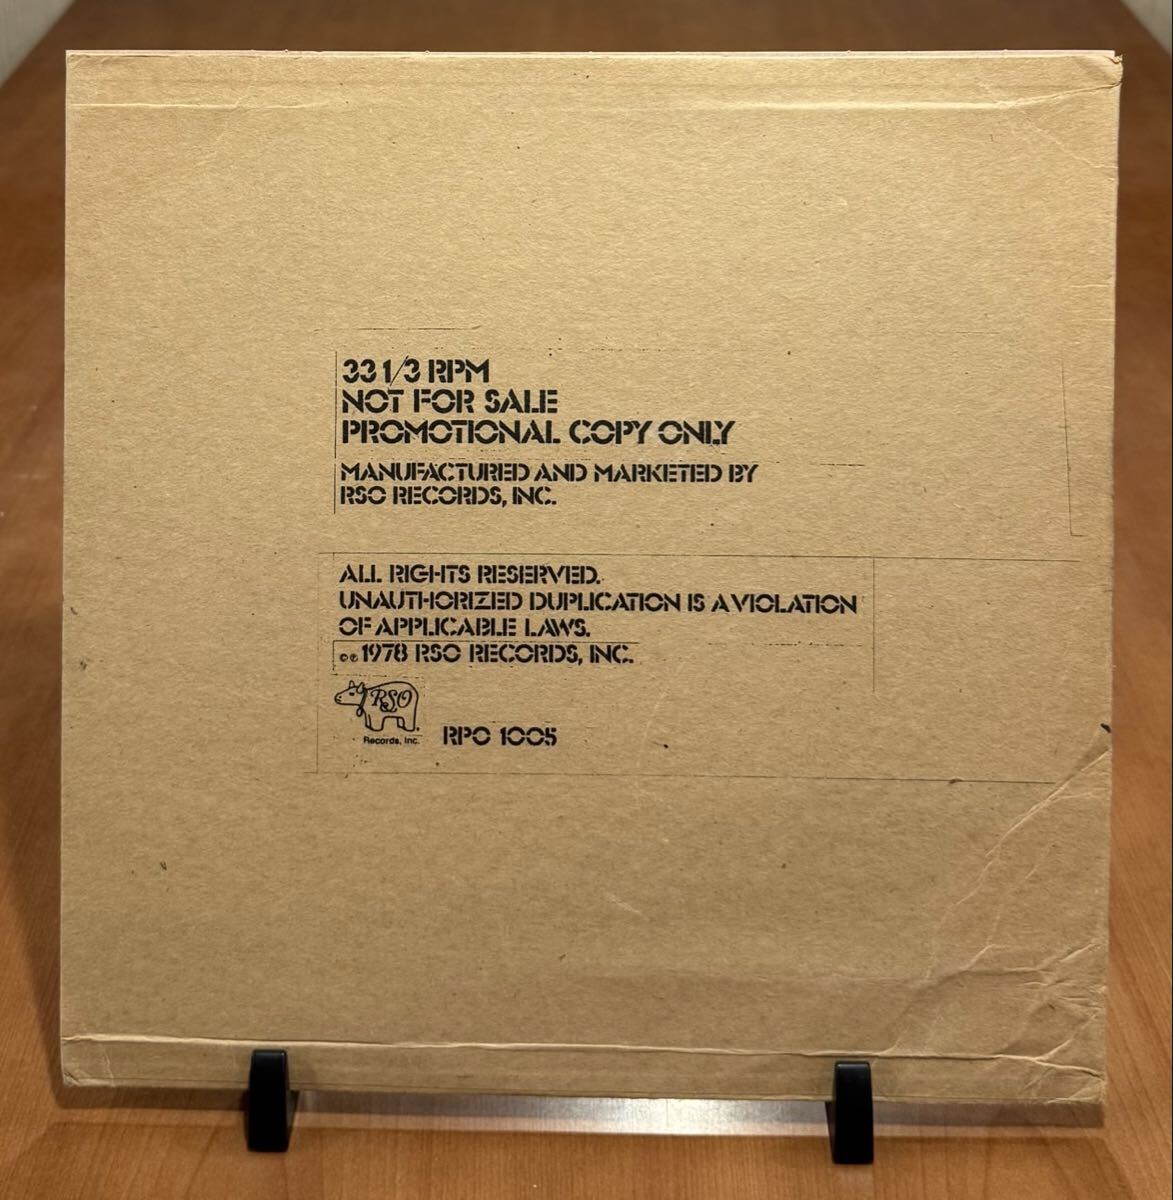 33 1/3 RPM
NOT FOR SALE
PROMOTIONAL COPY ONLY
MANUFACTURED AND MARKETED BY
RSO RECORDS, INC.
ALL RIGHTS RESERVED.
UNAUTHORIZED DUPLICATION IS A VIOLATION
OF APPLICABLE LAWS.
©℗ 1978 RSO RECORDS, INC.
RSO
Records, Inc.
RPO 1005